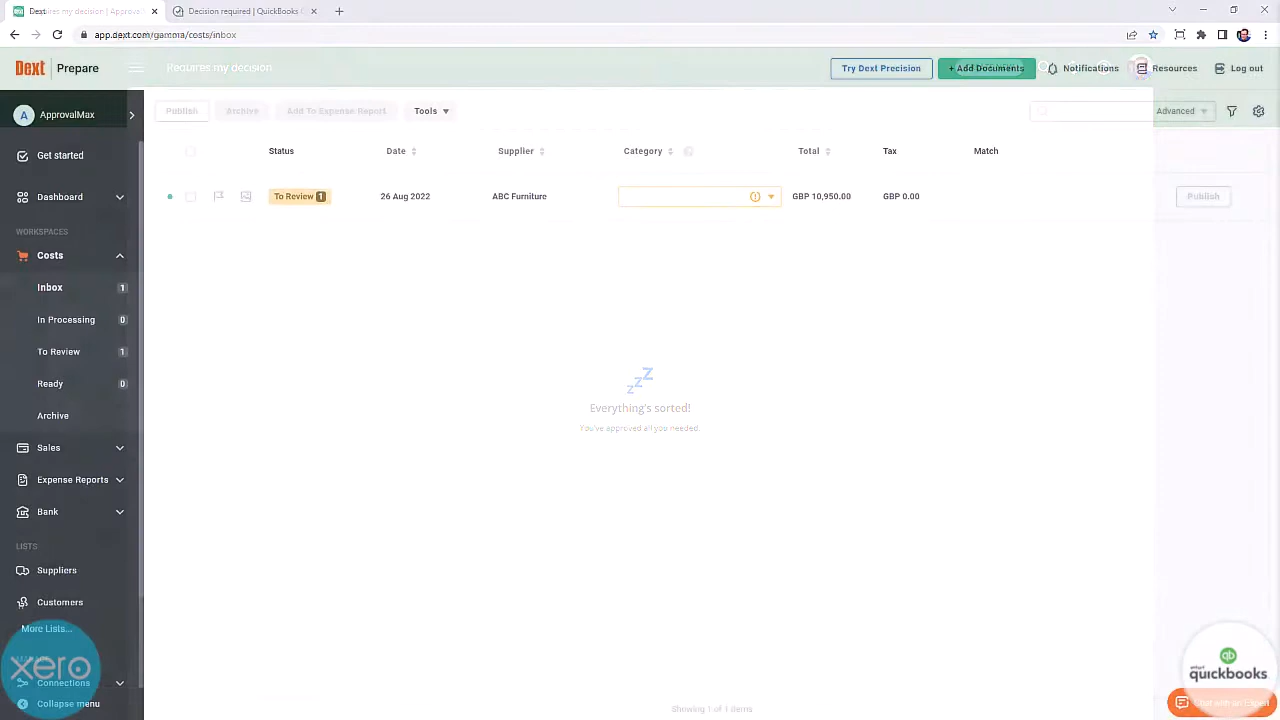 Dext
res my decision | Approva
Decision required | QuickBooks O
app.dext.com/gamma/costs/inbox
Dext Prepare
Requires my decision
Try Dext Precision
+ Add Documents
Notifications
Resources
Log out
A ApprovalMax
Publish
Archive
Add To Expense Report
Tools
Advanced
Get started
Status
Date
Supplier
Category
Total
Tax
Match
Dashboard
To Review 1
26 Aug 2022
ABC Furniture
GBP 10,950.00
GBP 0.00
Publish
WORKSPACES
Costs
Inbox 1
In Processing 0
To Review 1
Ready 0
Archive
Sales
Expense Reports
Bank
zzz
Everything's sorted!
You've approved all you needed.
LISTS
Suppliers
Customers
More Lists...
xero
Connections
Collapse menu
Showing 1 of 1 items
qb
intuit
quickbooks.